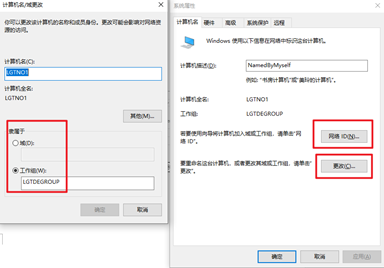 计算机名/域更改
你可以更改该计算机的名称和成员身份。更改可能会影响对网络资源的访问。
计算机名(C):
LGTNO1
计算机全名:
LGTNO1
其他(M)...
隶属于
域(D):
工作组(W):
LGTDEGROUP
确定
取消
系统属性
计算机名
硬件
高级
系统保护
远程
Windows 使用以下信息在网络中标识这台计算机。
计算机描述(D):
NamedByMyself
例如: "书房计算机"或"美铃的计算机"。
计算机全名:
LGTNO1
工作组:
LGTDEGROUP
若要使用向导将计算机加入域或工作组，请单击"网络 ID"。
网络 ID(N)...
要重命名这台计算机，或者更改其域或工作组，请单击"更改"。
更改(C)...
确定
取消
应用(A)